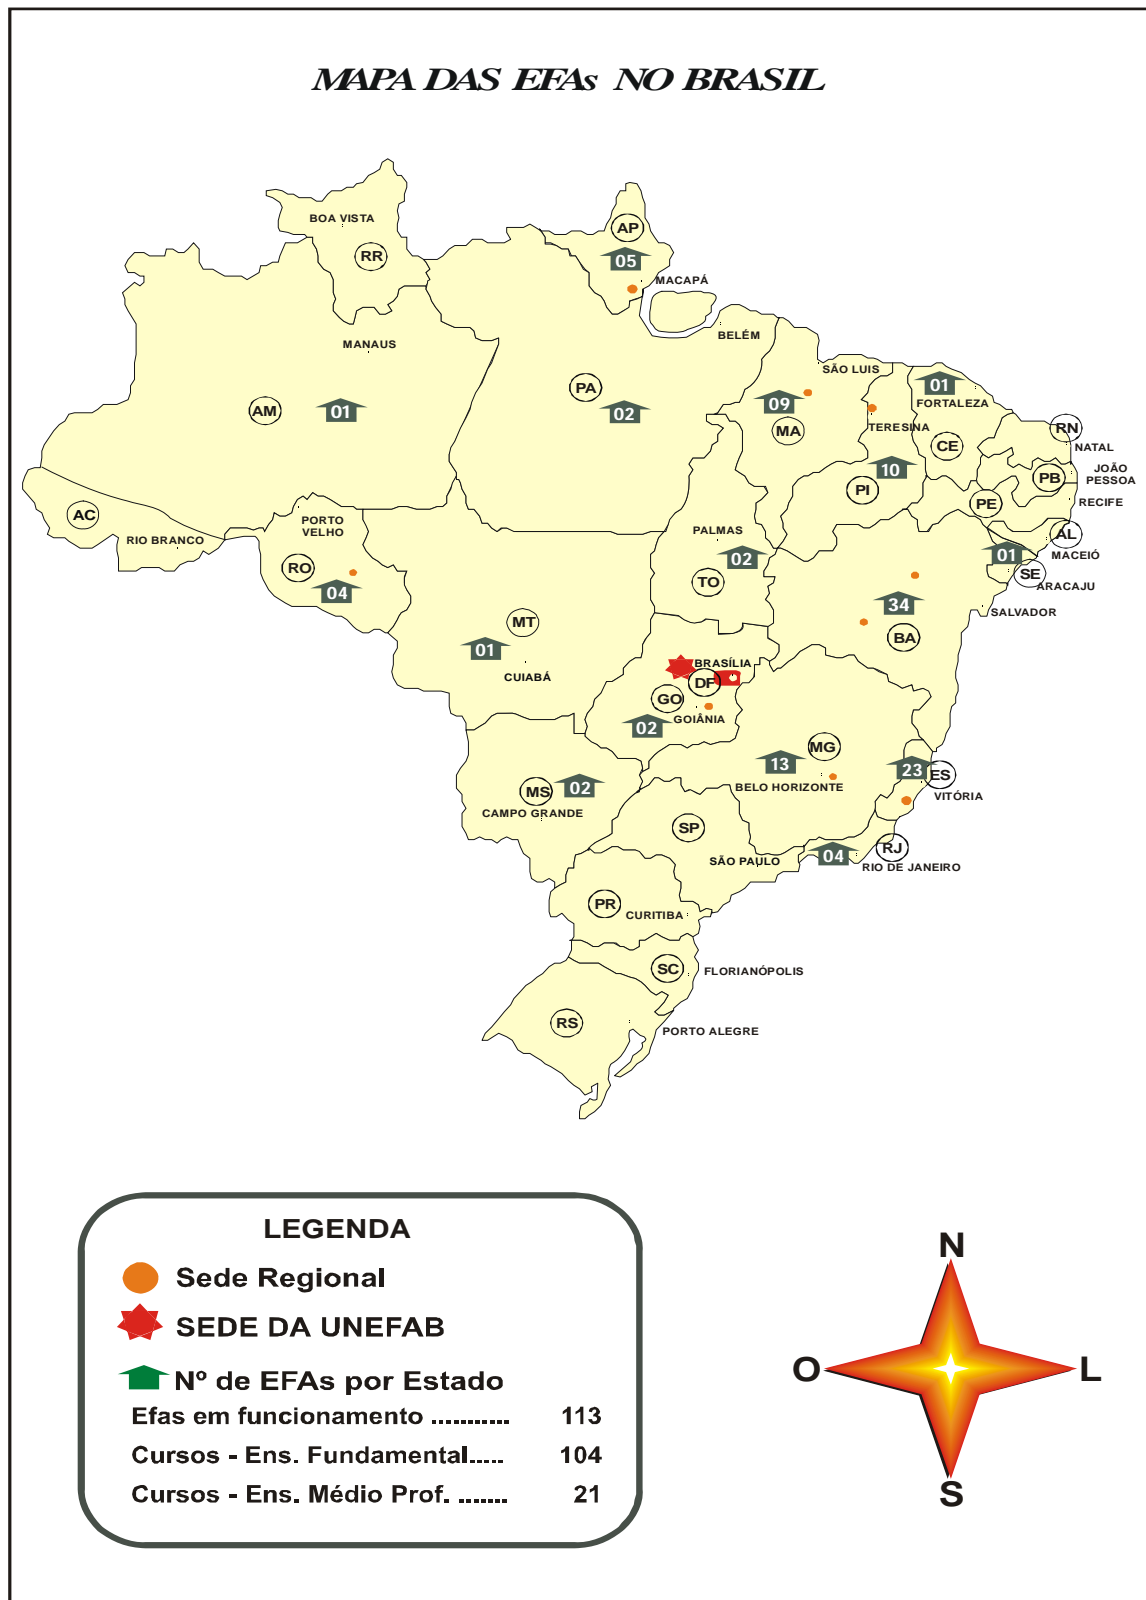 MAPA DAS EFAs NO BRASIL
BOA VISTA
RR
AP
05
MACAPÁ
BELÉM
MANAUS
AM
01
PA
02
SÃO LUIS
09
MA
TERESINA
10
PI
01
FORTALEZA
CE
RN
NATAL
JOÃO
PESSOA
PB
PE
RECIFE
AL
MACEIÓ
01
SE
ARACAJU
AC
RIO BRANCO
PORTO
VELHO
RO
04
PALMAS
02
TO
34
BA
SALVADOR
MT
01
CUIABÁ
BRASÍLIA
DF
GO
GOIÂNIA
02
MG
13
BELO HORIZONTE
23
ES
VITÓRIA
MS
02
CAMPO GRANDE
SP
SÃO PAULO
04
RJ
RIO DE JANEIRO
PR
CURITIBA
SC
FLORIANÓPOLIS
RS
PORTO ALEGRE
LEGENDA
Sede Regional
SEDE DA UNEFAB
Nº de EFAs por Estado
Efas em funcionamento ........... 113
Cursos - Ens. Fundamental..... 104
Cursos - Ens. Médio Prof. ....... 21
N
O
L
S